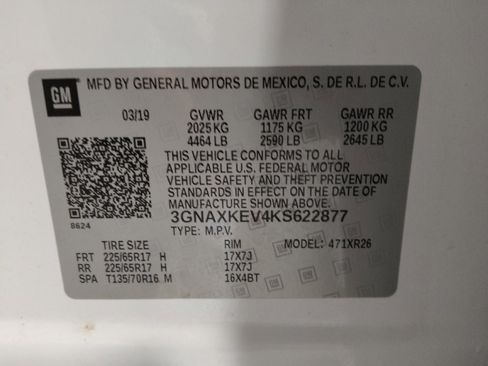 GM MFD BY GENERAL MOTORS DE MEXICO, S. DE R.L. DE C.V.
03/19 GVWR GAWR FRT GAWR RR
2025 KG 1175 KG 1200 KG
4464 LB 2590 LB 2645 LB
THIS VEHICLE CONFORMS TO ALL
APPLICABLE U.S. FEDERAL MOTOR
VEHICLE SAFETY AND THEFT PREVENTION
STANDARDS IN EFFECT ON THE DATE OF
MANUFACTURE SHOWN ABOVE.
3GNAXKEV4KS622877
8624 TYPE: M.P.V. MODEL: 471XR26
TIRE SIZE RIM
FRT 225/65R17 H 17X7J
RR 225/65R17 H 17X7J
SPA T135/70R16 M 16X4BT